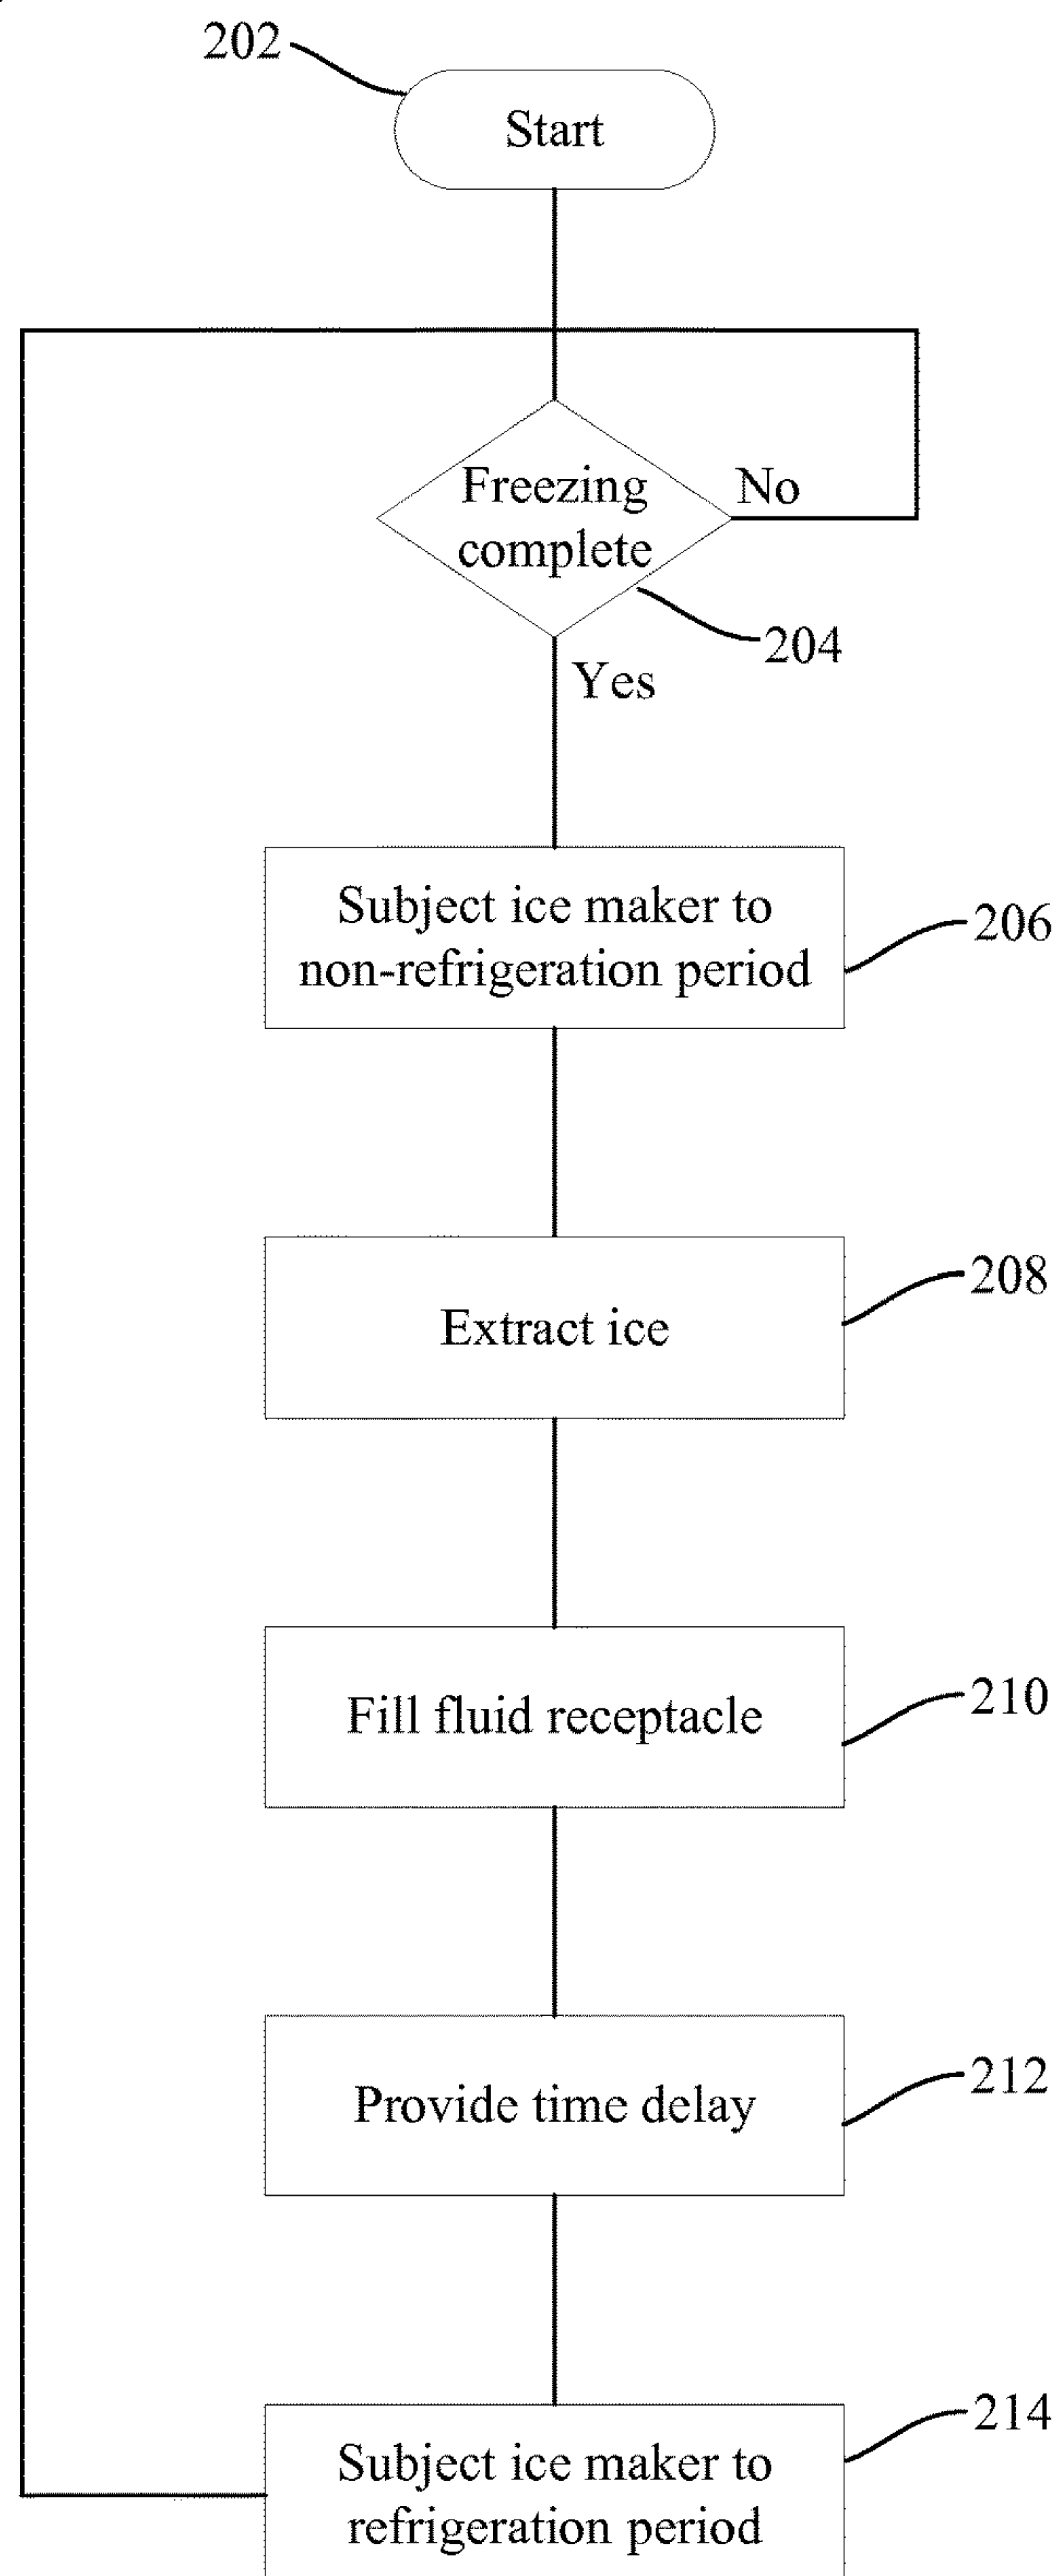 202
Start
Freezing
complete
No
204
Yes
Subject ice maker to
non-refrigeration period
206
Extract ice
208
Fill fluid receptacle
210
Provide time delay
212
Subject ice maker to
refrigeration period
214